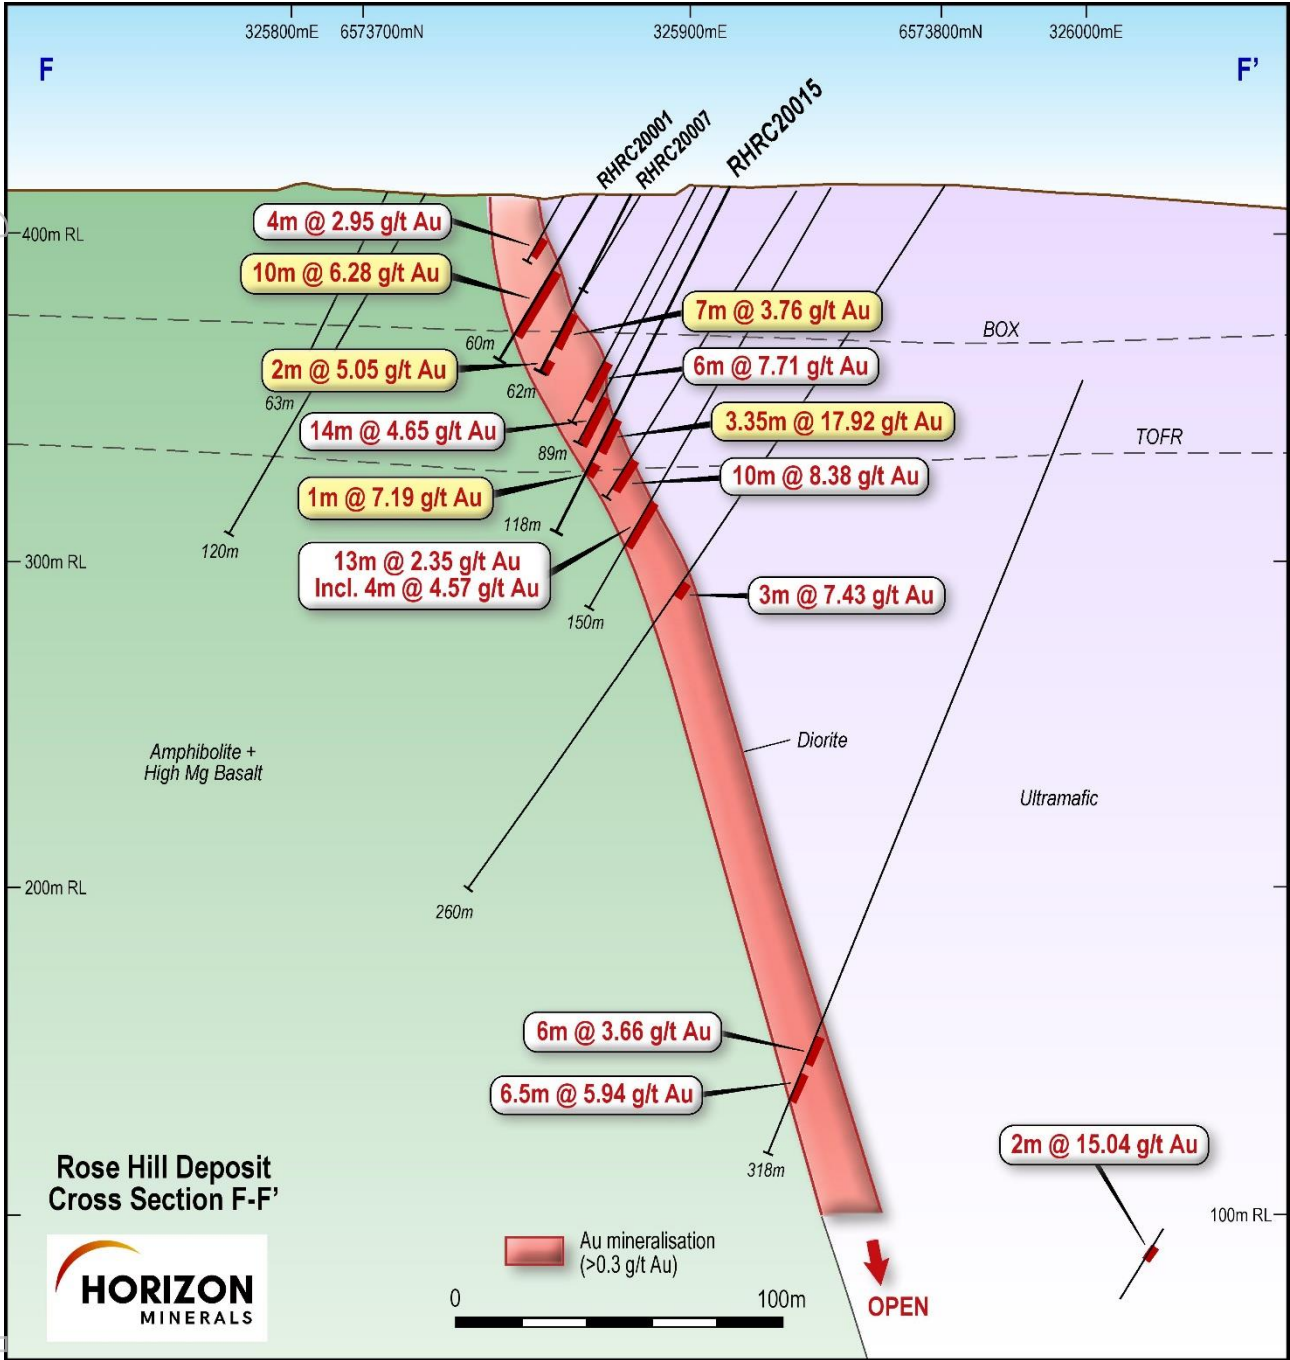 325800mE 6573700mN 325900mE 6573800mN 326000mE
F F’
RHRC20001
RHRC20007
RHRC20015
4m @ 2.95 g/t Au
400m RL
10m @ 6.28 g/t Au
7m @ 3.76 g/t Au
BOX
60m
2m @ 5.05 g/t Au
6m @ 7.71 g/t Au
62m
63m
14m @ 4.65 g/t Au
3.35m @ 17.92 g/t Au
TOFR
89m
10m @ 8.38 g/t Au
1m @ 7.19 g/t Au
118m
120m
300m RL
13m @ 2.35 g/t Au
Incl. 4m @ 4.57 g/t Au
3m @ 7.43 g/t Au
150m
Diorite
Amphibolite +
High Mg Basalt
Ultramafic
200m RL
260m
6m @ 3.66 g/t Au
6.5m @ 5.94 g/t Au
2m @ 15.04 g/t Au
318m
Rose Hill Deposit
Cross Section F-F’
100m RL
Au mineralisation
(>0.3 g/t Au)
HORIZON
MINERALS
0 100m
OPEN